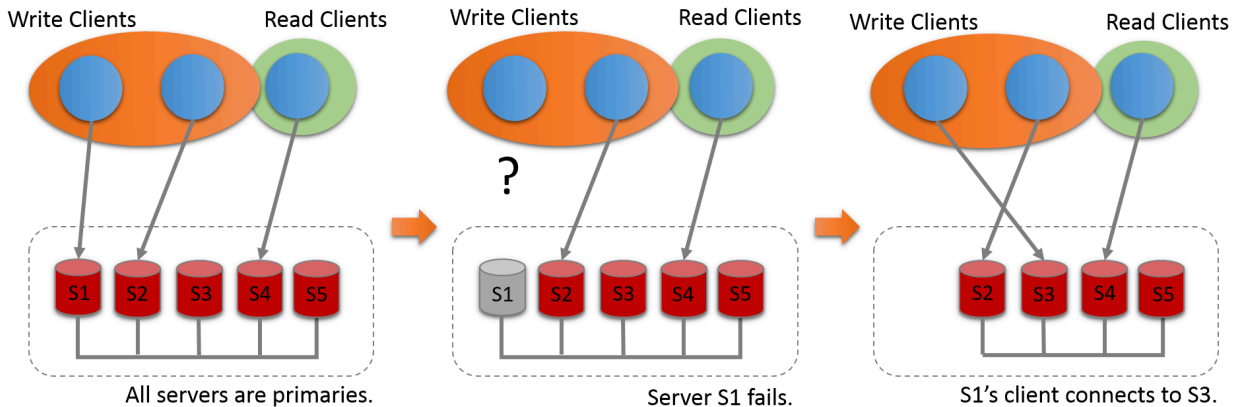 Write Clients
Read Clients
S1
S2
S3
S4
S5
All servers are primaries.
Write Clients
Read Clients
?
S1
S2
S3
S4
S5
Server S1 fails.
Write Clients
Read Clients
S2
S3
S4
S5
S1's client connects to S3.